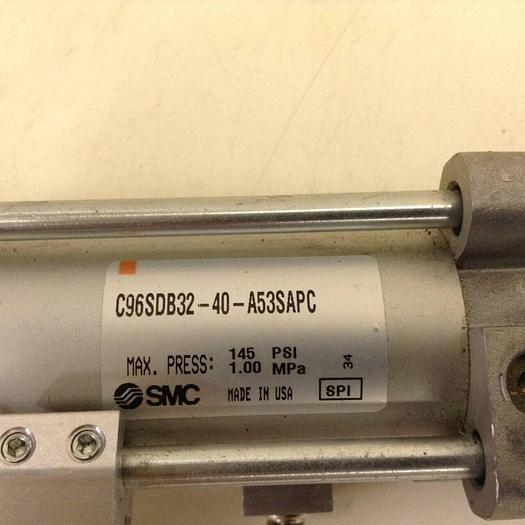 C96SDB32-40-A53SAPC
MAX. PRESS: 145 PSI
1.00 MPa
34
SMC MADE IN USA SPI